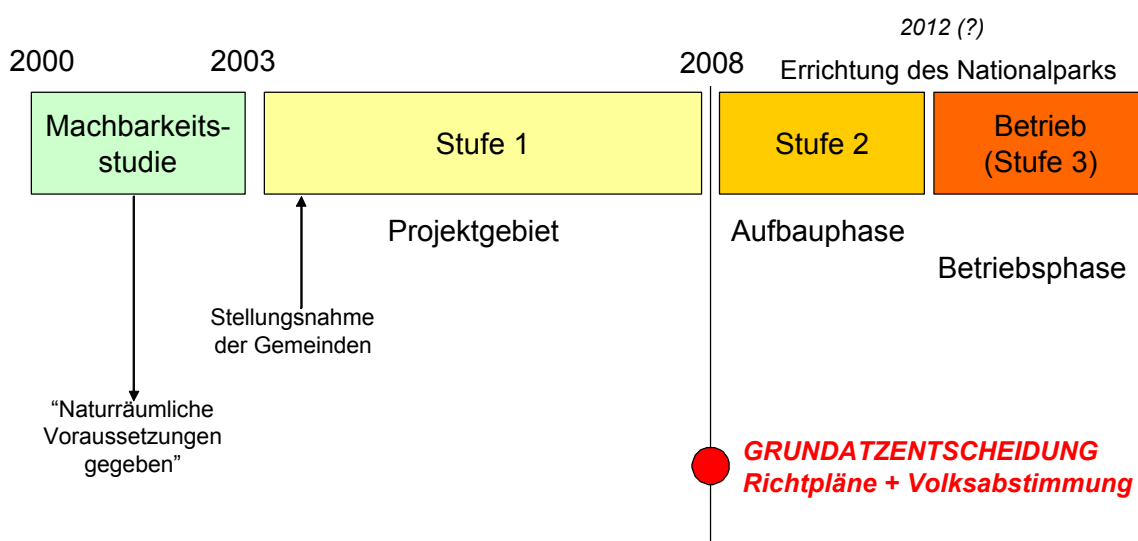 2012 (?)
2000
2003
2008
Errichtung des Nationalparks
Machbarkeits-
studie
Stufe 1
Stufe 2
Betrieb
(Stufe 3)
Projektgebiet
Aufbauphase
Betriebsphase
Stellungsnahme
der Gemeinden
“Naturräumliche
Voraussetzungen
gegeben”
GRUNDATZENTSCHEIDUNG
Richtpläne + Volksabstimmung